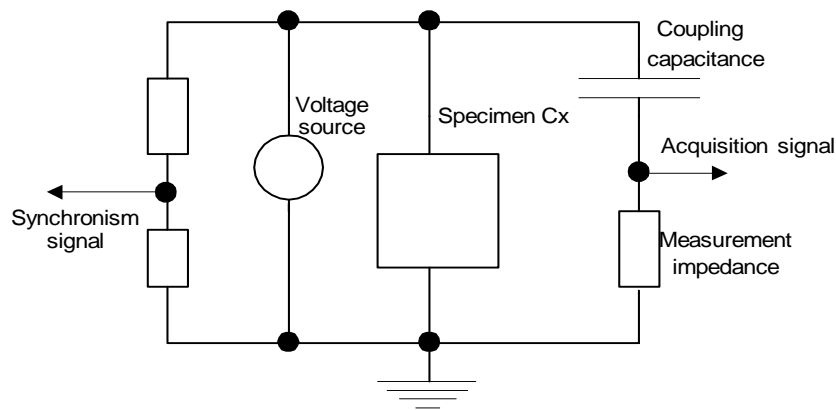 Coupling
capacitance
Voltage
source
Specimen Cx
Acquisition signal
Synchronism
signal
Measurement
impedance